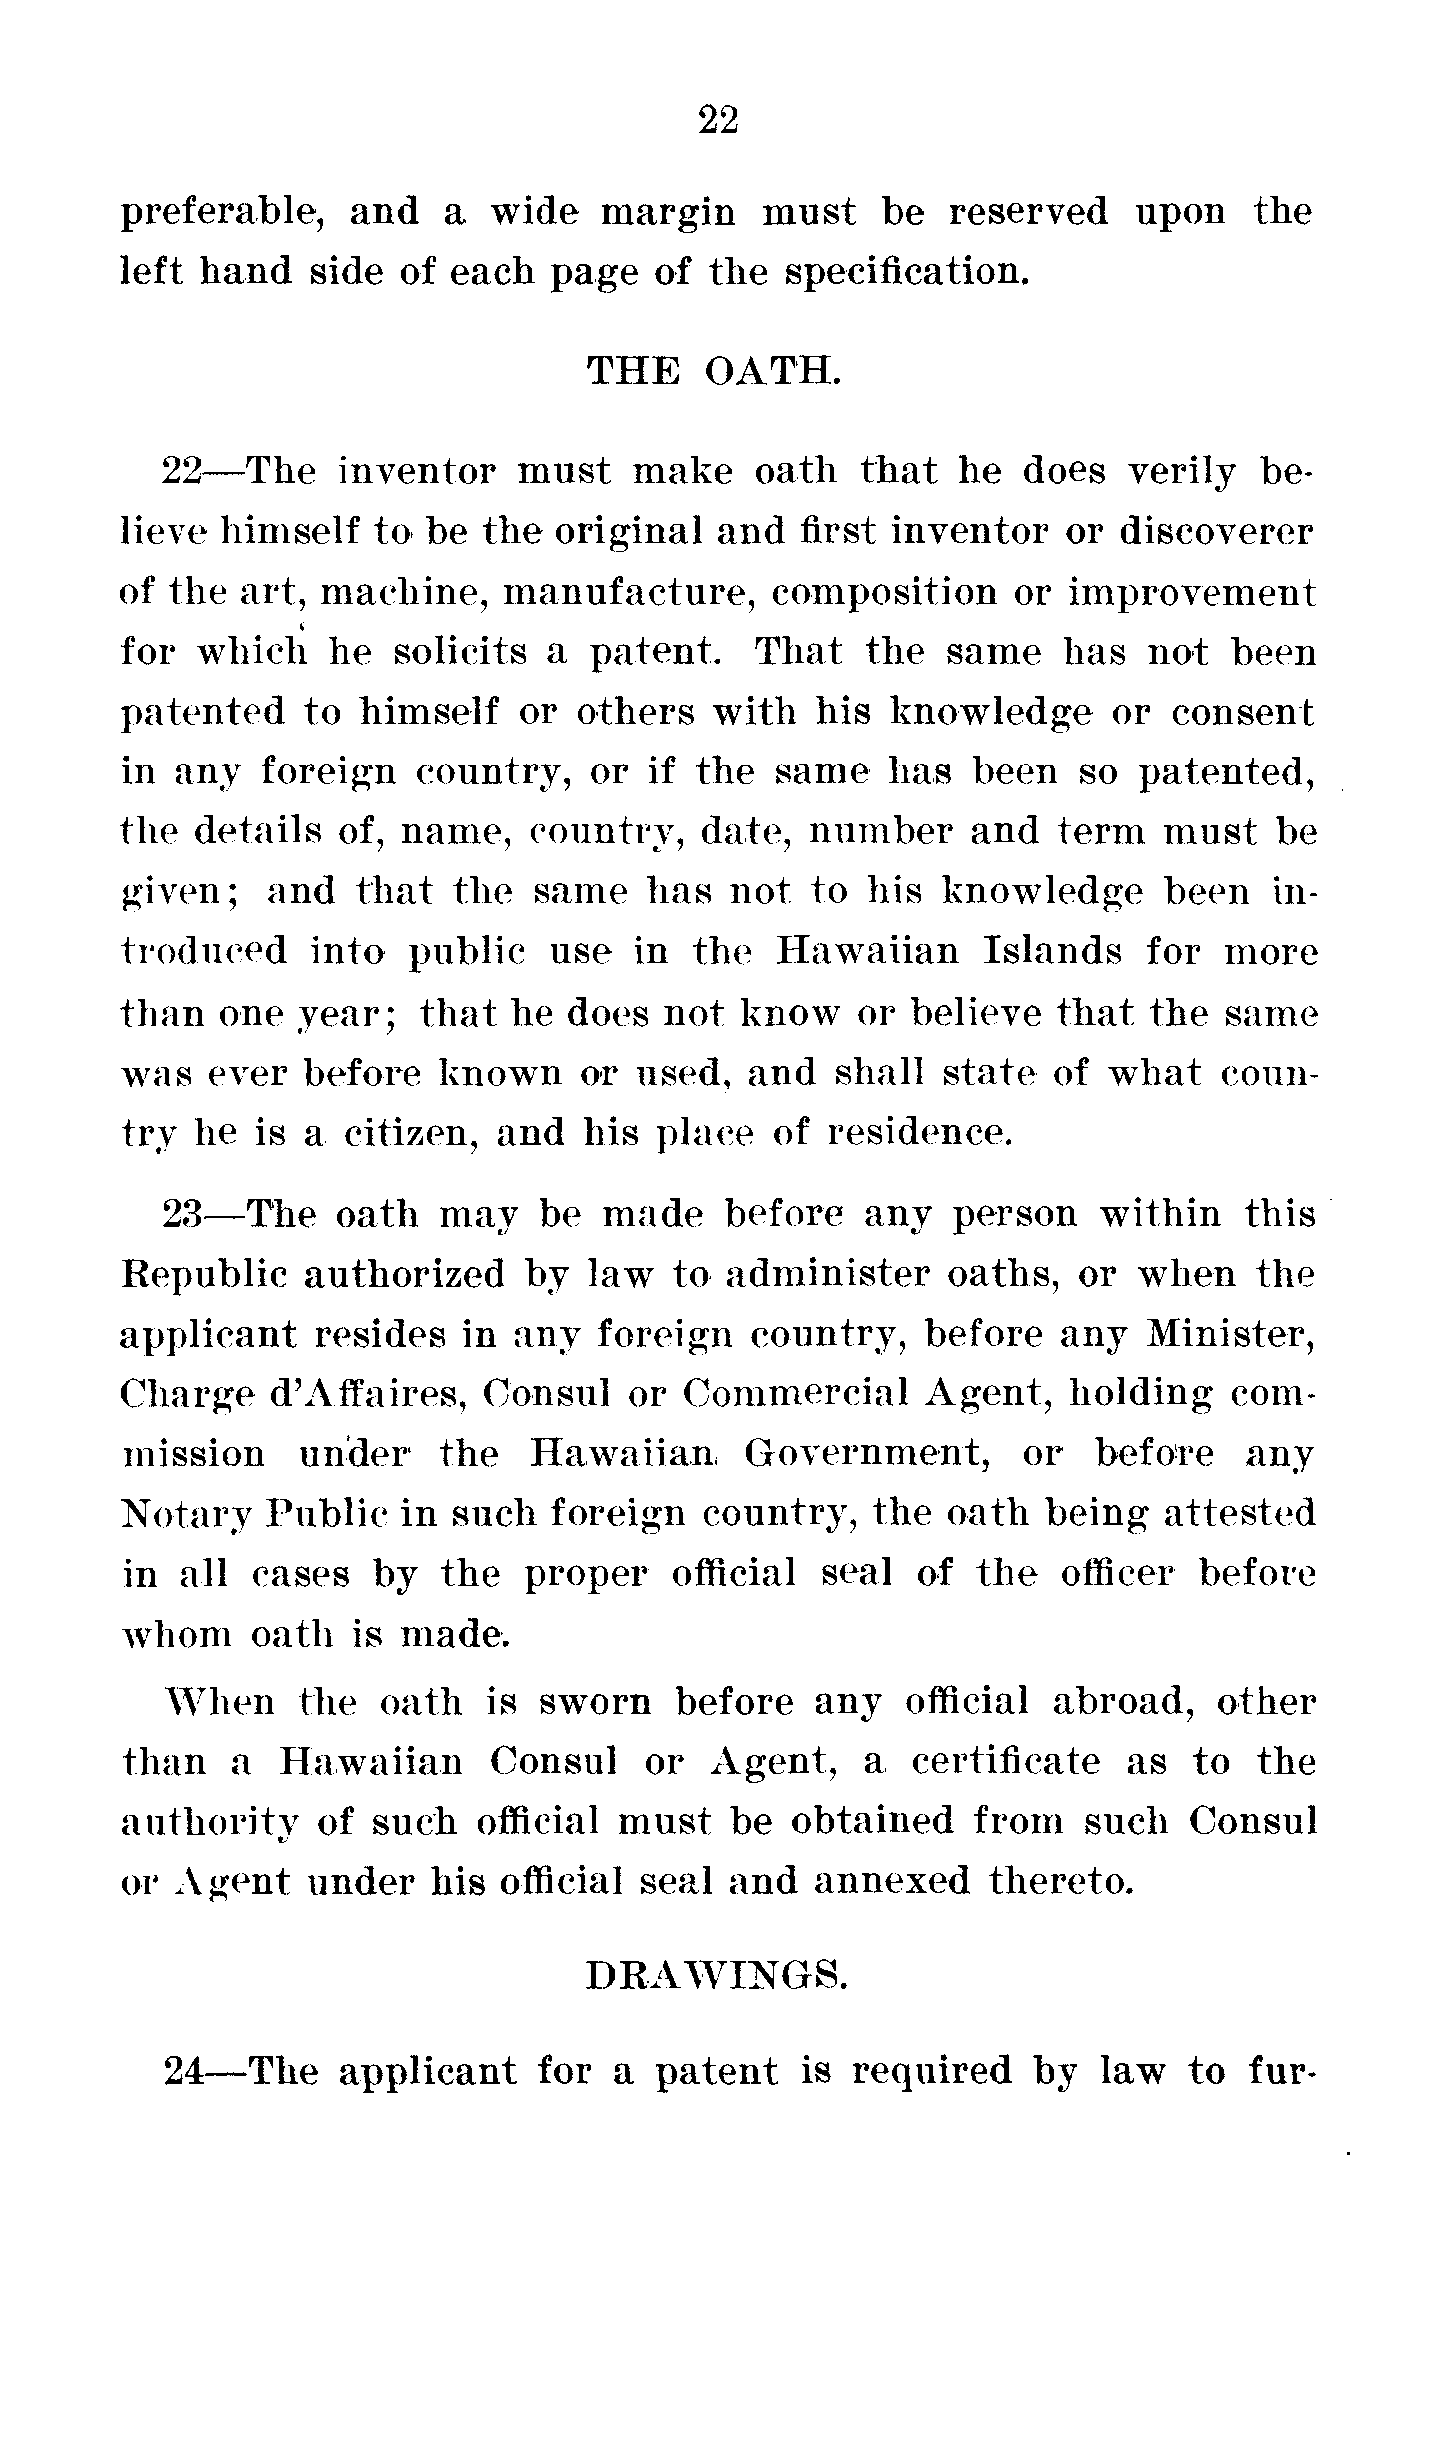 22
preferable, and a wide margin must be reserved upon the
left hand side of each page of the specification.
THE OATH.
22—The inventor must make oath that he does verily be-
lieve himself to be the original and first inventor or discoverer
of the art, machine, manufacture, composition or improvement
for which he solicits a patent. That the same has not been
patented to himself or others with his knowledge or consent
in any foreign country, or if the same has been so patented,
the details of, name, country, date, number and term must be
given; and that the same has not to his knowledge been in-
troduced into public use in the Hawaiian Islands for more
than one year; that he does not know or believe that the same
was ever before known or used, and shall state of what coun-
try he is a citizen, and his place of residence.
23—The oath may be made before any person within this
Republic authorized by law to administer oaths, or when the
applicant resides in any foreign country, before any Minister,
Charge d'Affaires, Consul or Commercial Agent, holding com-
mission under the Hawaiian Government, or before any
Notary Public in such foreign country, the oath being attested
in all cases by the proper official seal of the officer before
whom oath is made.
When the oath is sworn before any official abroad, other
than a Hawaiian Consul or Agent, a certificate as to the
authority of such official must be obtained from such Consul
or Agent under his official seal and annexed thereto.
DRAWINGS.
24—The applicant for a patent is required by law to fur-